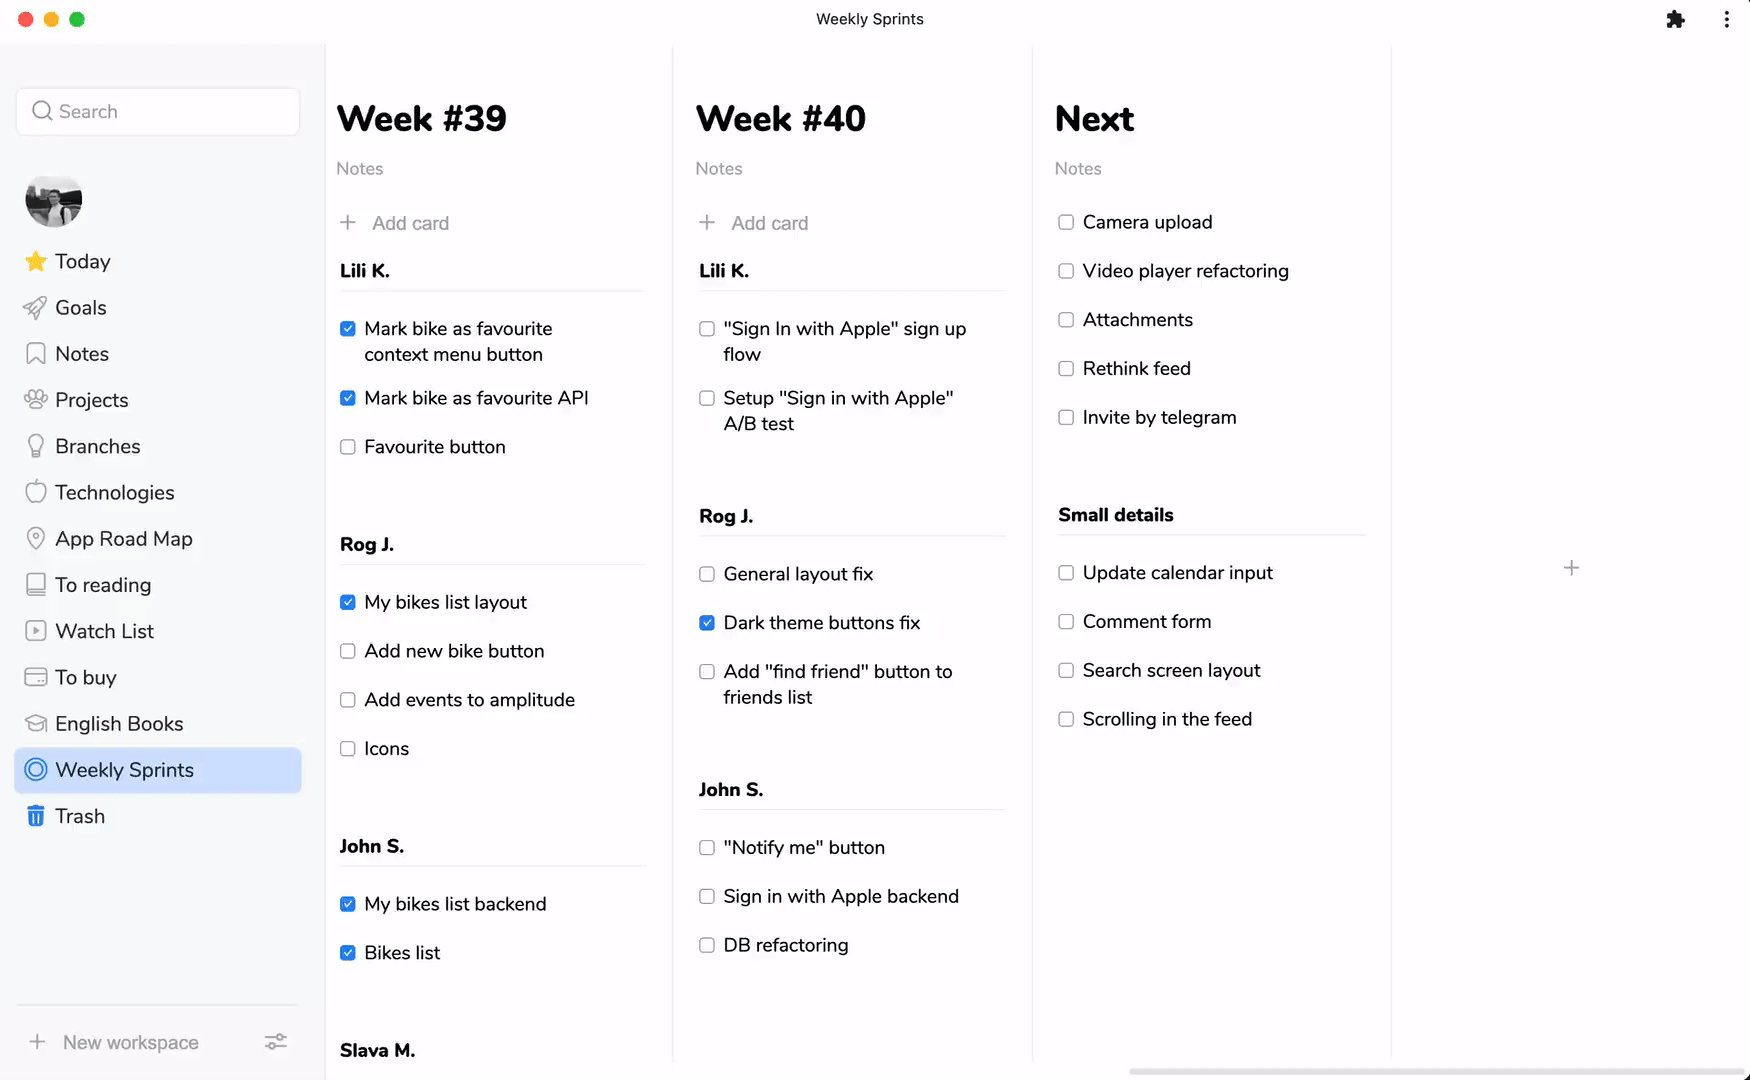 Weekly Sprints
Search
Today
Goals
Notes
Projects
Branches
Technologies
App Road Map
To reading
Watch List
To buy
English Books
Weekly Sprints
Trash
New workspace
Week #39
Notes
Add card
Lili K.
Mark bike as favourite
context menu button
Mark bike as favourite API
Favourite button
Rog J.
My bikes list layout
Add new bike button
Add events to amplitude
Icons
John S.
My bikes list backend
Bikes list
Slava M.
Week #40
Notes
Add card
Lili K.
"Sign In with Apple" sign up
flow
Setup "Sign in with Apple"
A/B test
Rog J.
General layout fix
Dark theme buttons fix
Add "find friend" button to
friends list
John S.
"Notify me" button
Sign in with Apple backend
DB refactoring
Next
Notes
Camera upload
Video player refactoring
Attachments
Rethink feed
Invite by telegram
Small details
Update calendar input
Comment form
Search screen layout
Scrolling in the feed